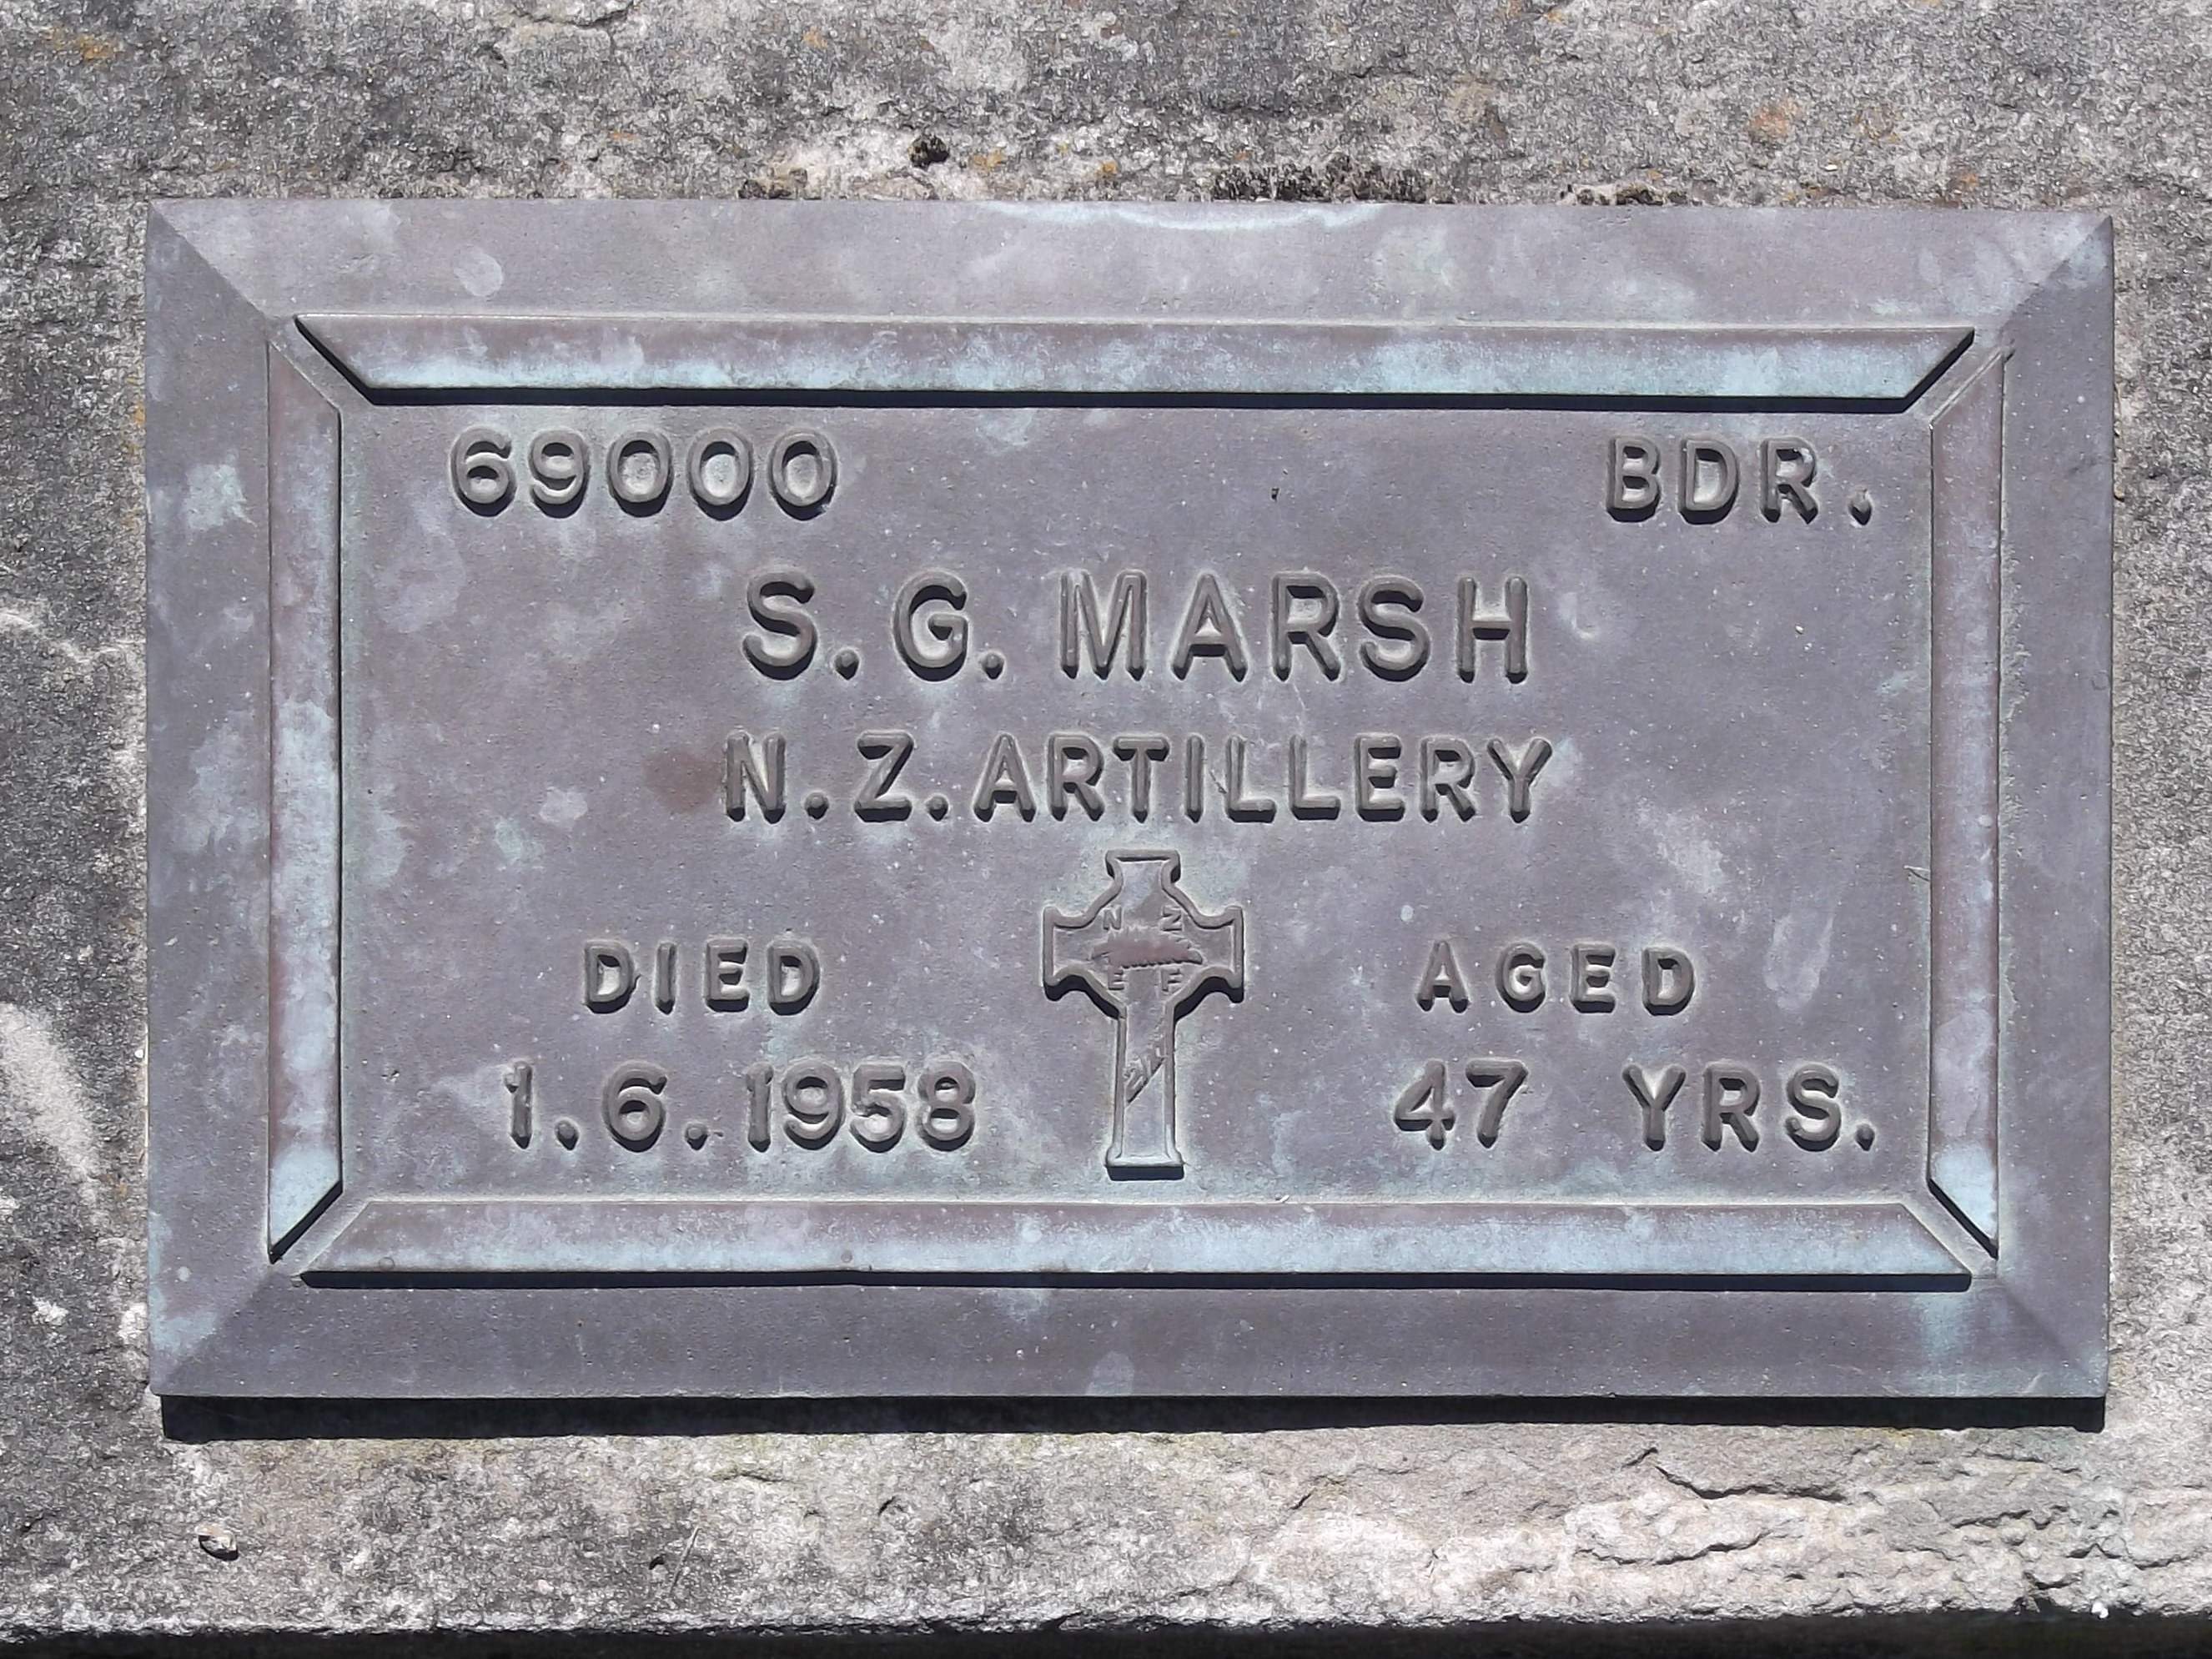 69000 BDR.
S.G. MARSH
N.Z. ARTILLERY
N Z
E F
DIED AGED
1.6.1958 47 YRS.